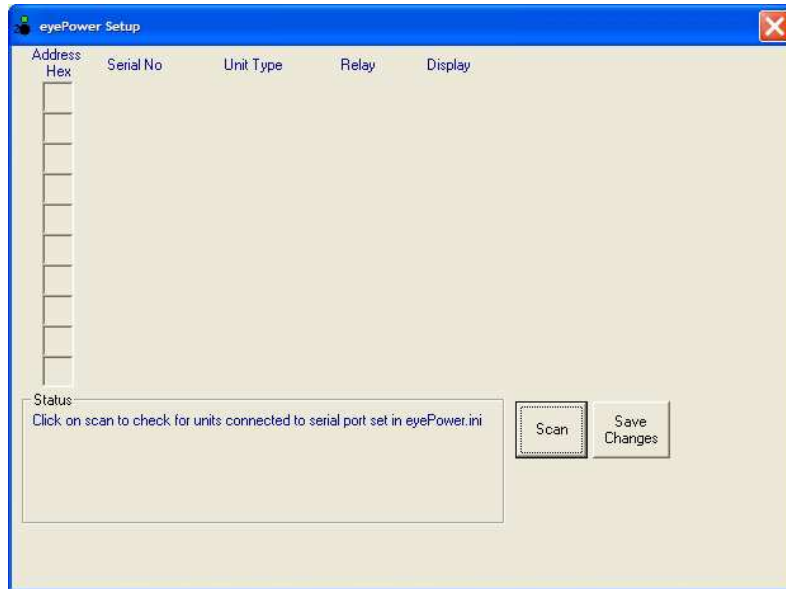 eyePower Setup
Address
Hex
Serial No
Unit Type
Relay
Display
Status
Click on scan to check for units connected to serial port set in eyePower.ini
Scan
Save
Changes